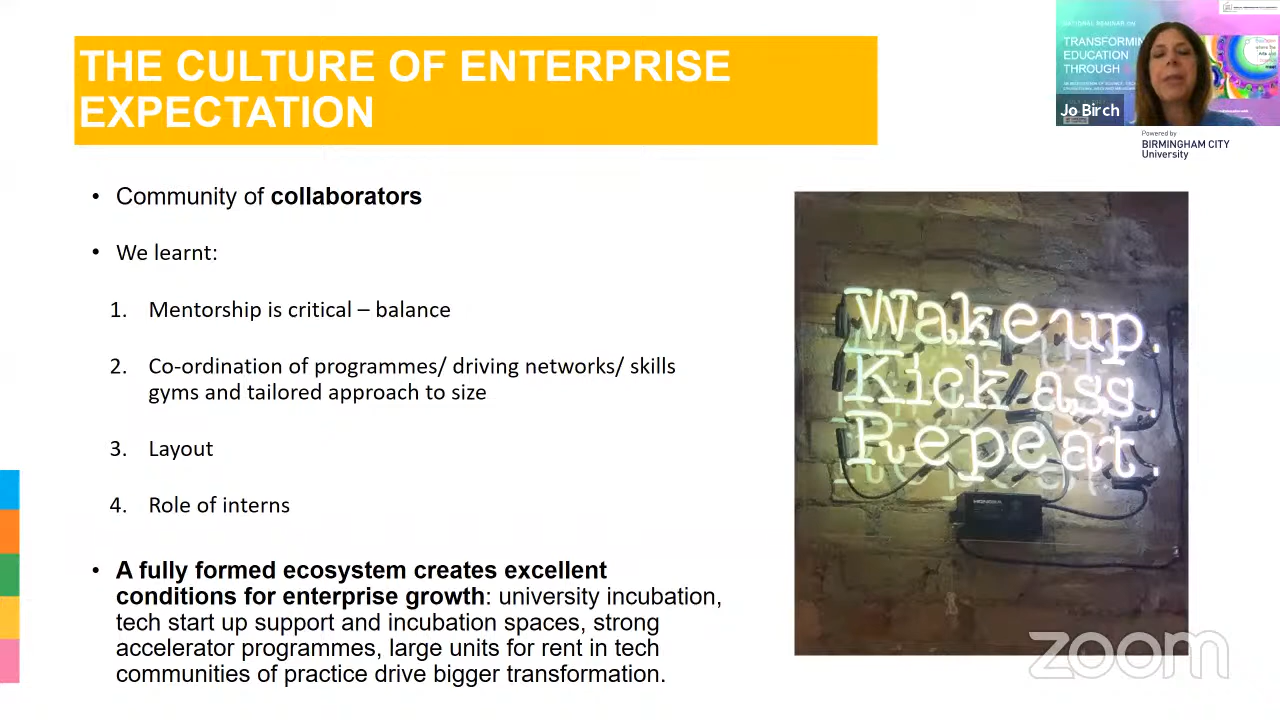 THE CULTURE OF ENTERPRISE
EXPECTATION
NATIONAL SEMINAR ON
TRANSFORMIN
EDUCATION
THROUGH
Jo Birch
Powered by
BIRMINGHAM CITY
University
• Community of collaborators
• We learnt:
1. Mentorship is critical – balance
2. Co-ordination of programmes/ driving networks/ skills
gyms and tailored approach to size
3. Layout
4. Role of interns
• A fully formed ecosystem creates excellent
conditions for enterprise growth: university incubation,
tech start up support and incubation spaces, strong
accelerator programmes, large units for rent in tech
communities of practice drive bigger transformation.
Wake up.
Kick ass.
Repeat.
zoom